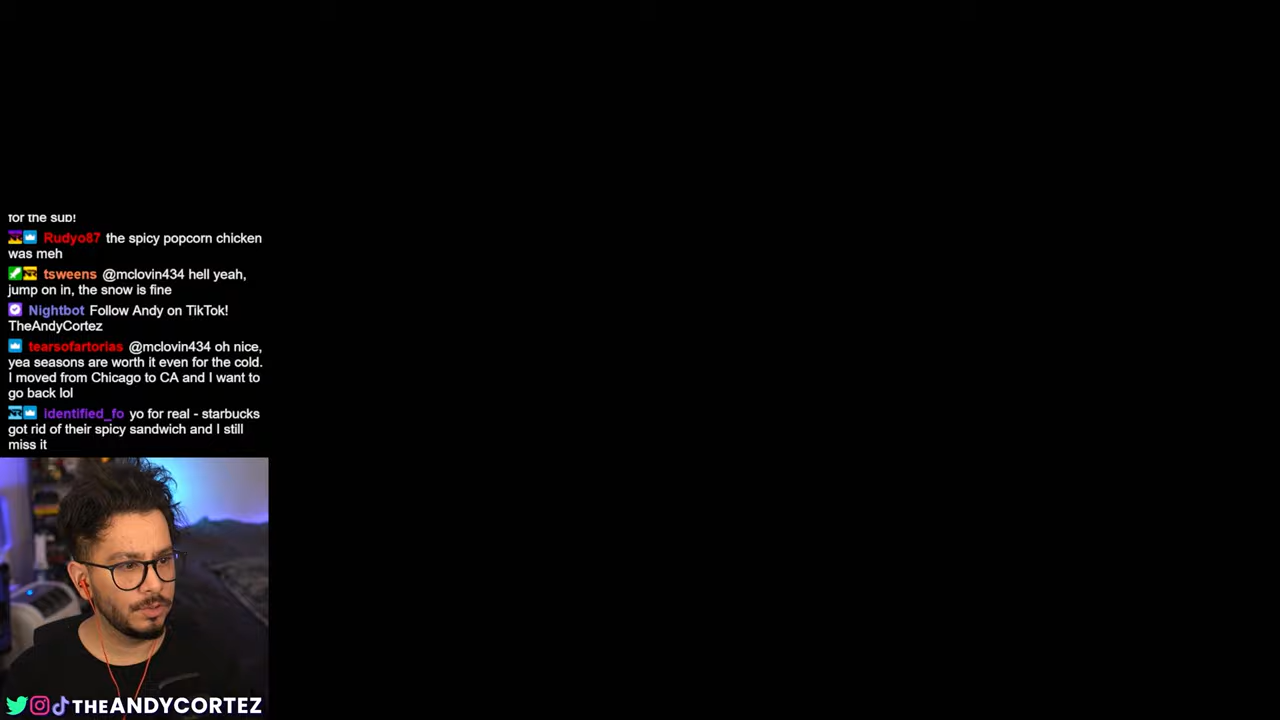 for the sub!
Rudyo87 the spicy popcorn chicken
was meh
tsweens @mclovin434 hell yeah,
jump on in, the snow is fine
Nightbot Follow Andy on TikTok!
TheAndyCortez
tearsofartorias @mclovin434 oh nice,
yea seasons are worth it even for the cold.
I moved from Chicago to CA and I want to
go back lol
identified_fo yo for real - starbucks
got rid of their spicy sandwich and I still
miss it
THEANDYCORTEZ